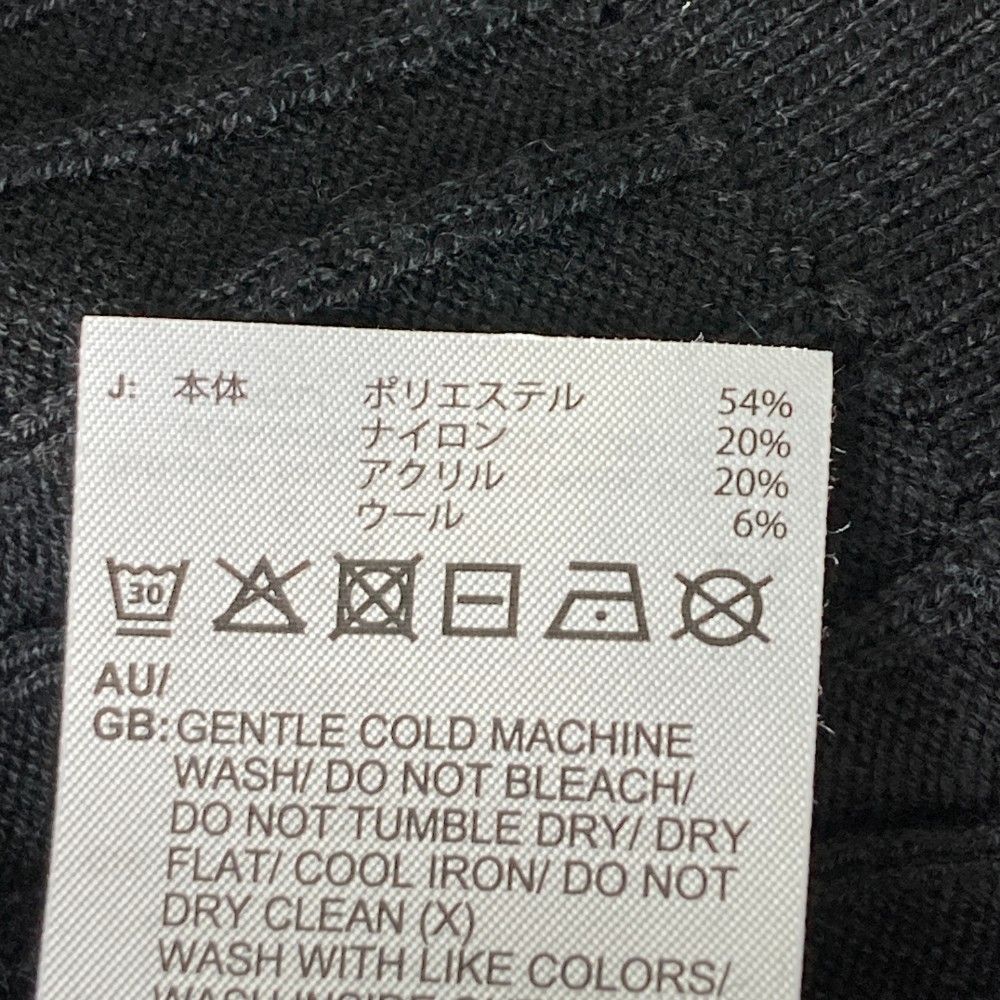 J: 本体 ポリエステル 54%
ナイロン 20%
アクリル 20%
ウール 6%
30
AU/
GB: GENTLE COLD MACHINE
WASH/ DO NOT BLEACH/
DO NOT TUMBLE DRY/ DRY
FLAT/ COOL IRON/ DO NOT
DRY CLEAN (X)
WASH WITH LIKE COLORS/
WASH INSIDE